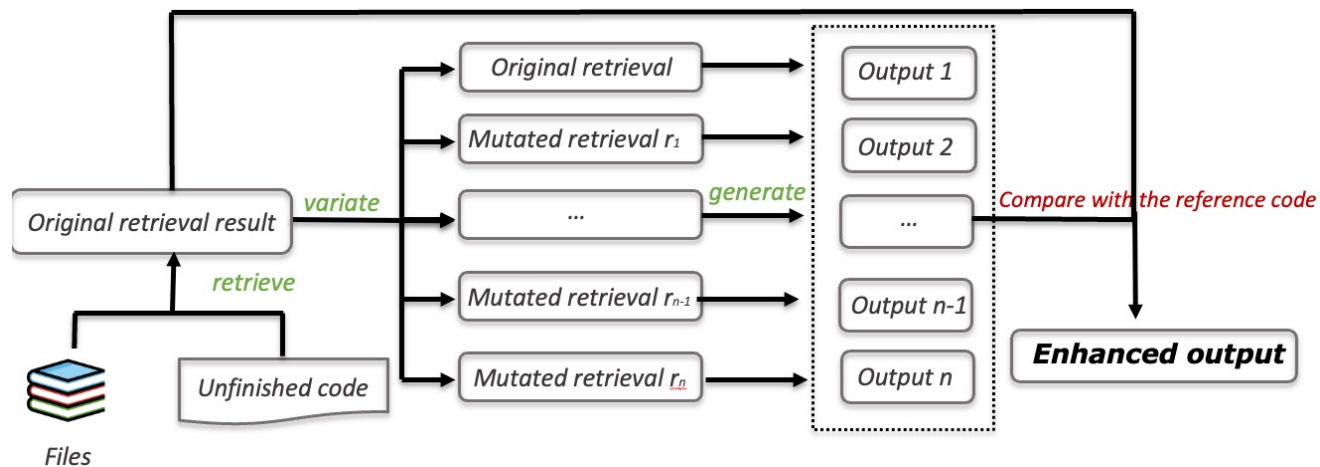 Original retrieval
Output 1
Mutated retrieval r1
Output 2
variate
generate
Original retrieval result
...
...
Compare with the reference code
retrieve
Mutated retrieval rn-1
Output n-1
Enhanced output
Unfinished code
Mutated retrieval rn
Output n
Files